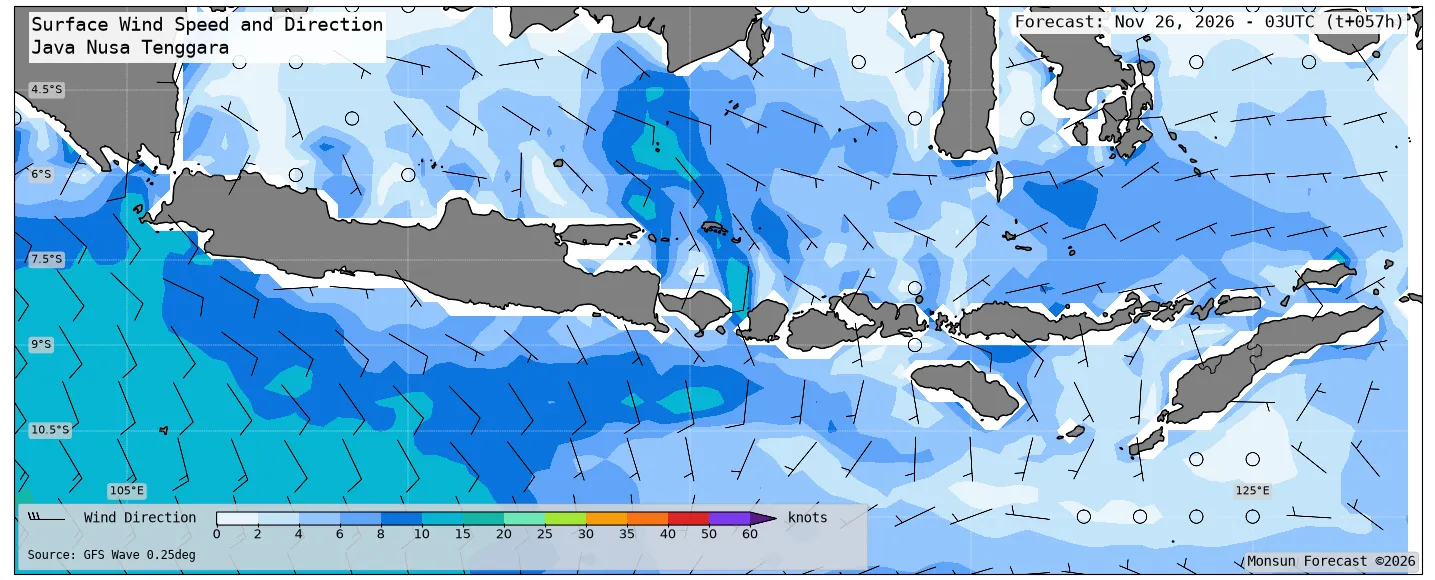 Surface Wind Speed and Direction
Java Nusa Tenggara
Forecast: Nov 26, 2026 - 03UTC (t+057h)
4.5°S
6°S
7.5°S
9°S
10.5°S
105°E
125°E
Wind Direction
0 2 4 6 8 10 15 20 25 30 35 40 50 60
knots
Source: GFS Wave 0.25deg
Monsun Forecast ©2026